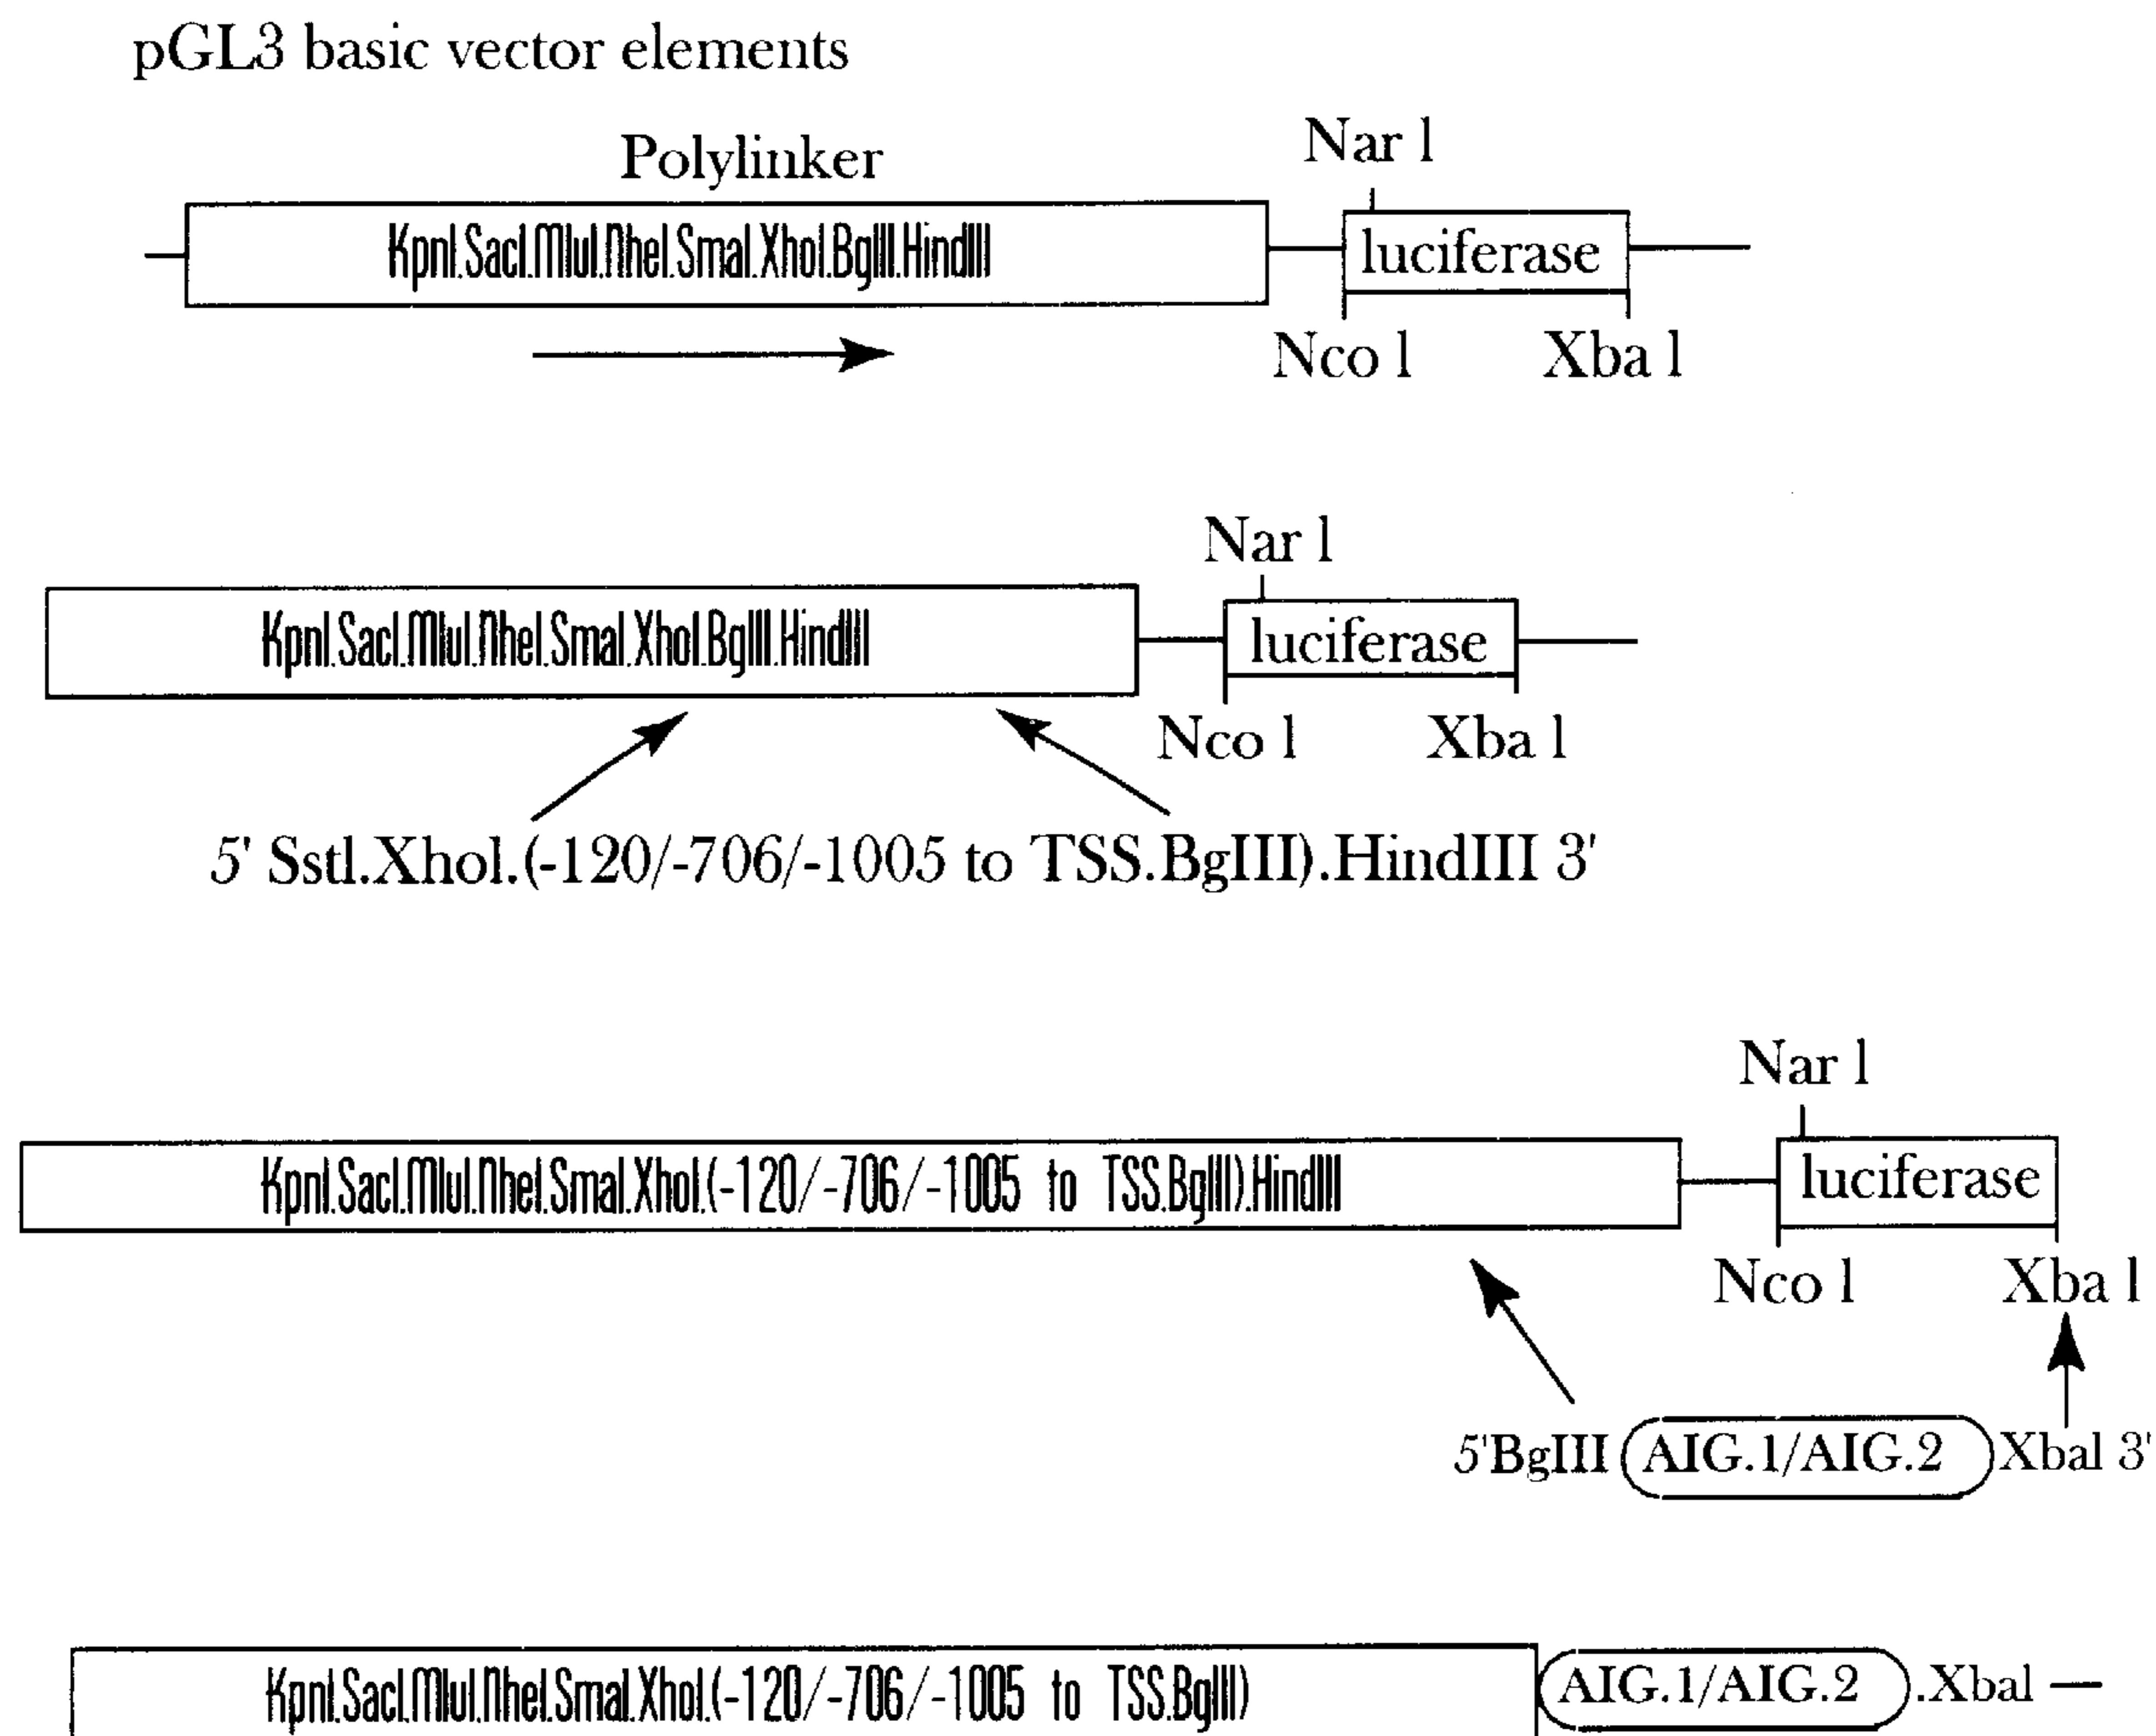 pGL3 basic vector elements
Polylinker
Nar l
KpnI.SacI.MluI.NheI.SmaI.XhoI.BglII.HindIII
luciferase
Nco l
Xba l
Nar l
KpnI.SacI.MluI.NheI.SmaI.XhoI.BglII.HindIII
luciferase
Nco l
Xba l
5' SstI.XhoI.(-120/-706/-1005 to TSS.BgIII).HindIII 3'
Nar l
KpnI.SacI.MluI.NheI.SmaI.XhoI.(-120/-706/-1005 to TSS.BglII).HindIII
luciferase
Nco l
Xba l
5'BgIII AIG.1/AIG.2 XbaI 3'
KpnI.SacI.MluI.NheI.SmaI.XhoI.(-120/-706/-1005 to TSS.BglII) AIG.1/AIG.2 .XbaI